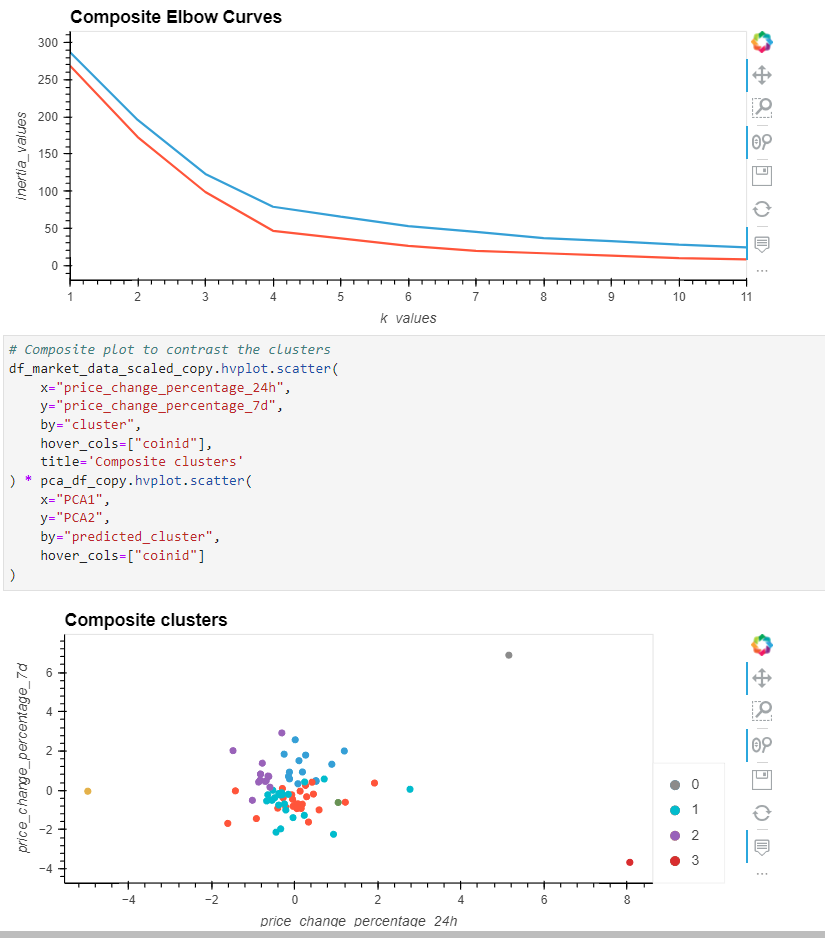 Composite Elbow Curves
300
250
200
150
100
50
0
inertia_values
1 2 3 4 5 6 7 8 9 10 11
k_values
# Composite plot to contrast the clusters
df_market_data_scaled_copy.hvplot.scatter(
    x="price_change_percentage_24h",
    y="price_change_percentage_7d",
    by="cluster",
    hover_cols=["coinid"],
    title='Composite clusters'
) * pca_df_copy.hvplot.scatter(
    x="PCA1",
    y="PCA2",
    by="predicted_cluster",
    hover_cols=["coinid"]
)
Composite clusters
6
4
2
0
−2
−4
price_change_percentage_7d
−4 −2 0 2 4 6 8
price_change_percentage_24h
0
1
2
3